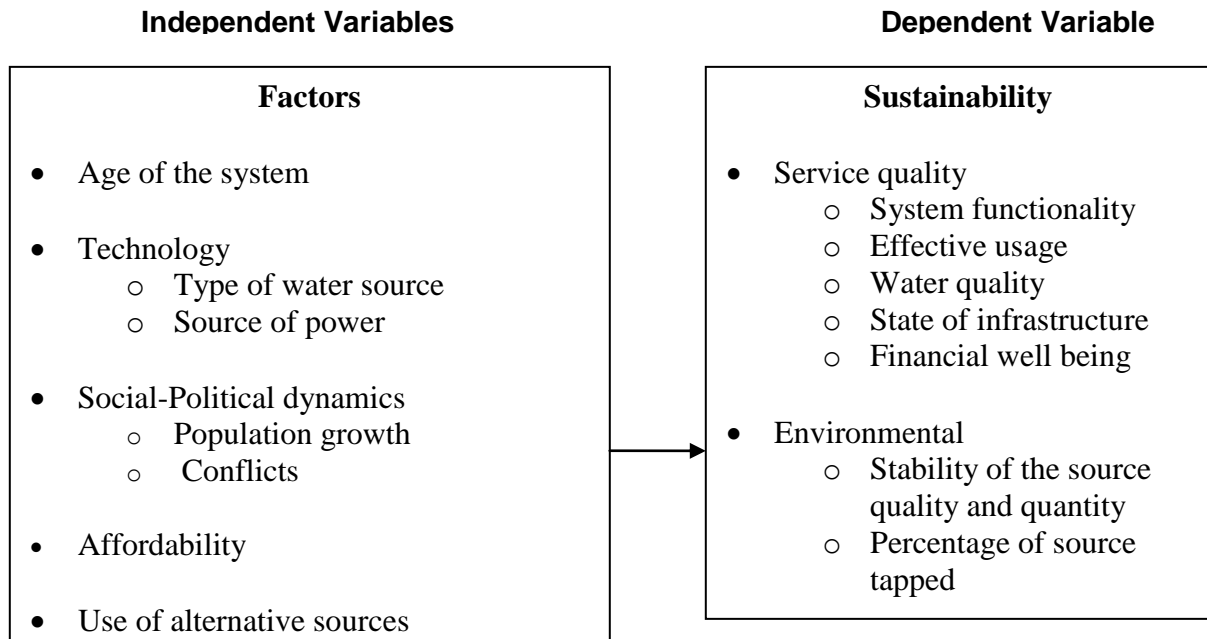 Independent Variables
Dependent Variable
Factors
• Age of the system
• Technology
o Type of water source
o Source of power
• Social-Political dynamics
o Population growth
o Conflicts
• Affordability
• Use of alternative sources
Sustainability
• Service quality
o System functionality
o Effective usage
o Water quality
o State of infrastructure
o Financial well being
• Environmental
o Stability of the source
quality and quantity
o Percentage of source
tapped